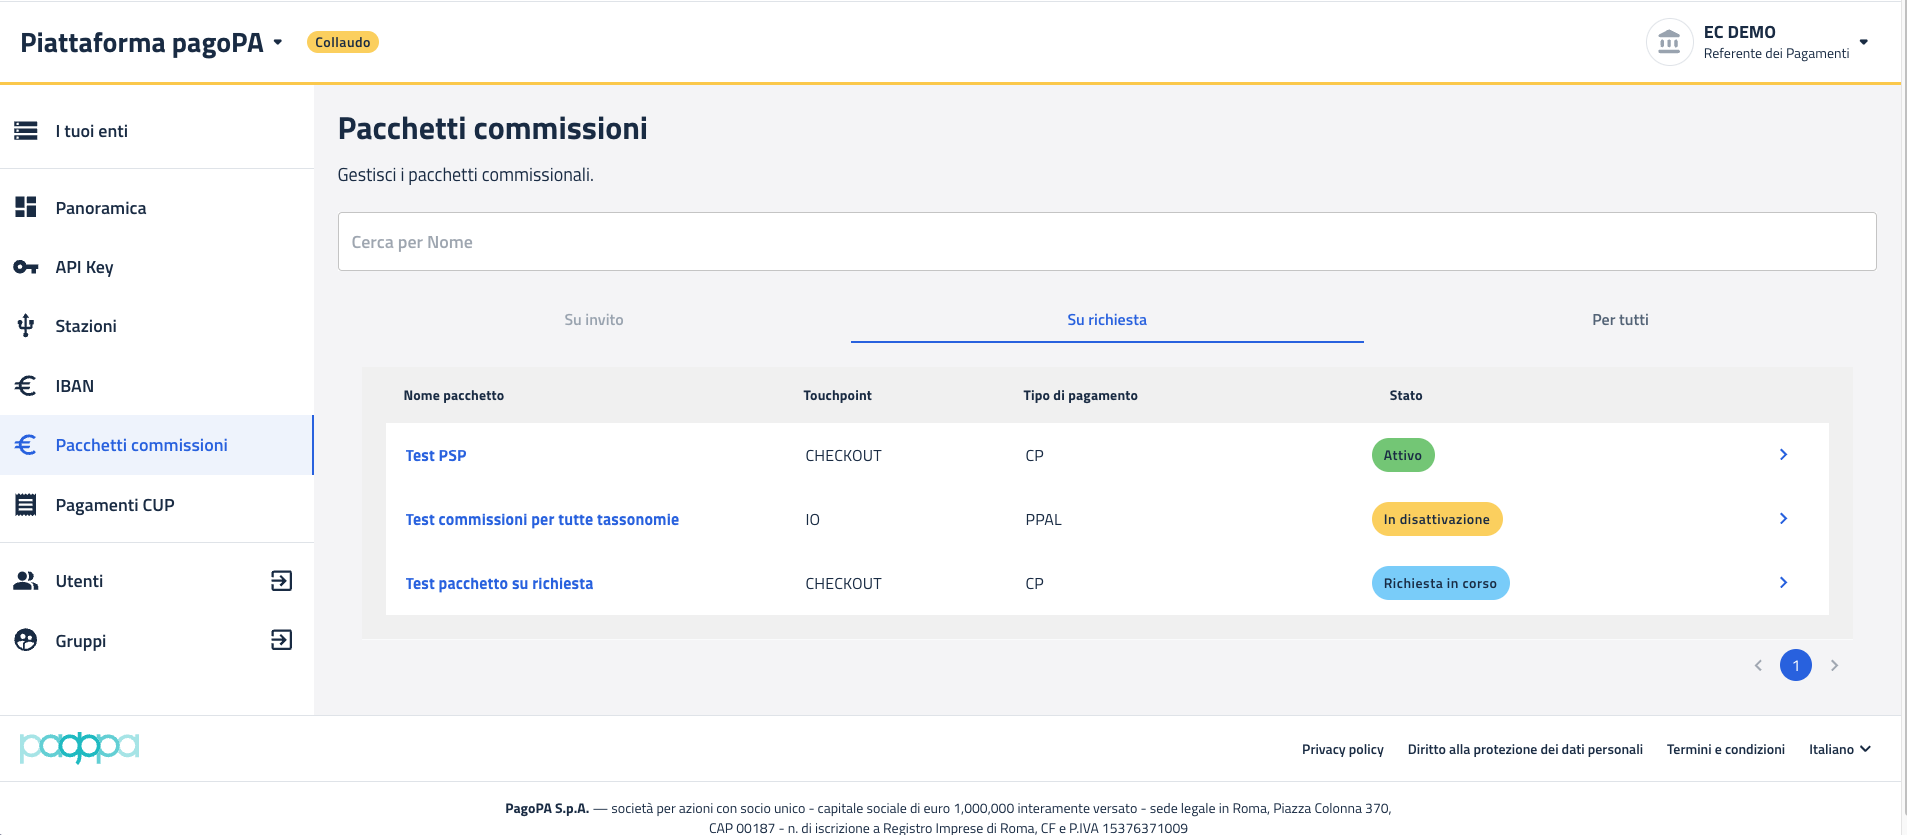 Piattaforma pagoPA
Collaudo
EC DEMO
Referente dei Pagamenti
I tuoi enti
Panoramica
API Key
Stazioni
IBAN
Pacchetti commissioni
Pagamenti CUP
Utenti
Gruppi
Pacchetti commissioni
Gestisci i pacchetti commissionali.
Cerca per Nome
Su invito Su richiesta Per tutti
Nome pacchetto Touchpoint Tipo di pagamento Stato
Test PSP CHECKOUT CP Attivo
Test commissioni per tutte tassonomie IO PPAL In disattivazione
Test pacchetto su richiesta CHECKOUT CP Richiesta in corso
1
pagopa
Privacy policy Diritto alla protezione dei dati personali Termini e condizioni Italiano
PagoPA S.p.A. — società per azioni con socio unico - capitale sociale di euro 1,000,000 interamente versato - sede legale in Roma, Piazza Colonna 370,
CAP 00187 - n. di iscrizione a Registro Imprese di Roma, CF e P.IVA 15376371009